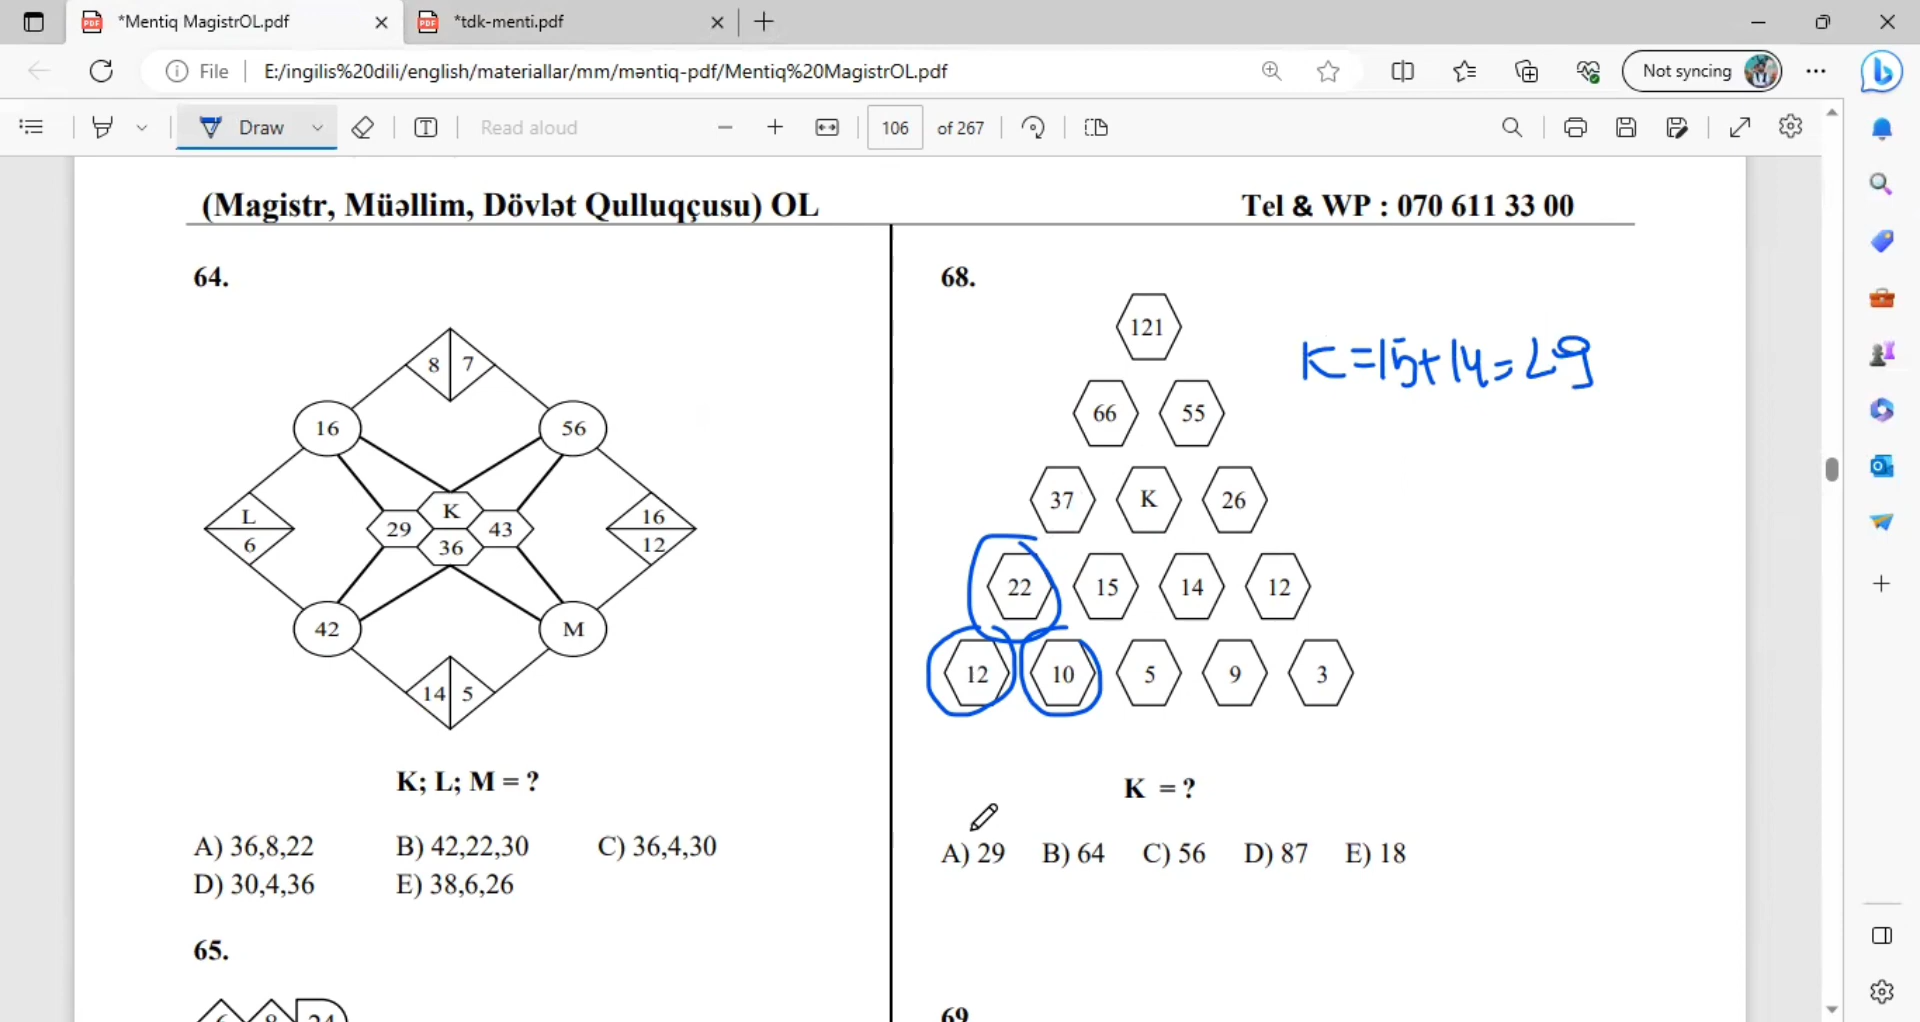 *Mentiq MagistrOL.pdf
*tdk-menti.pdf
File
E:/ingilis%20dili/english/materiallar/mm/məntiq-pdf/Mentiq%20MagistrOL.pdf
Not syncing
Draw
Read aloud
106 of 267
(Magistr, Müəllim, Dövlət Qulluqçusu) OL
Tel & WP : 070 611 33 00
64.
8 7
16 56
K
L 29 43 16
6 36 12
42 M
14 5
K; L; M = ?
A) 36,8,22 B) 42,22,30 C) 36,4,30
D) 30,4,36 E) 38,6,26
65.
68.
121
K=15+14=29
66 55
37 K 26
22 15 14 12
12 10 5 9 3
K = ?
A) 29 B) 64 C) 56 D) 87 E) 18
69